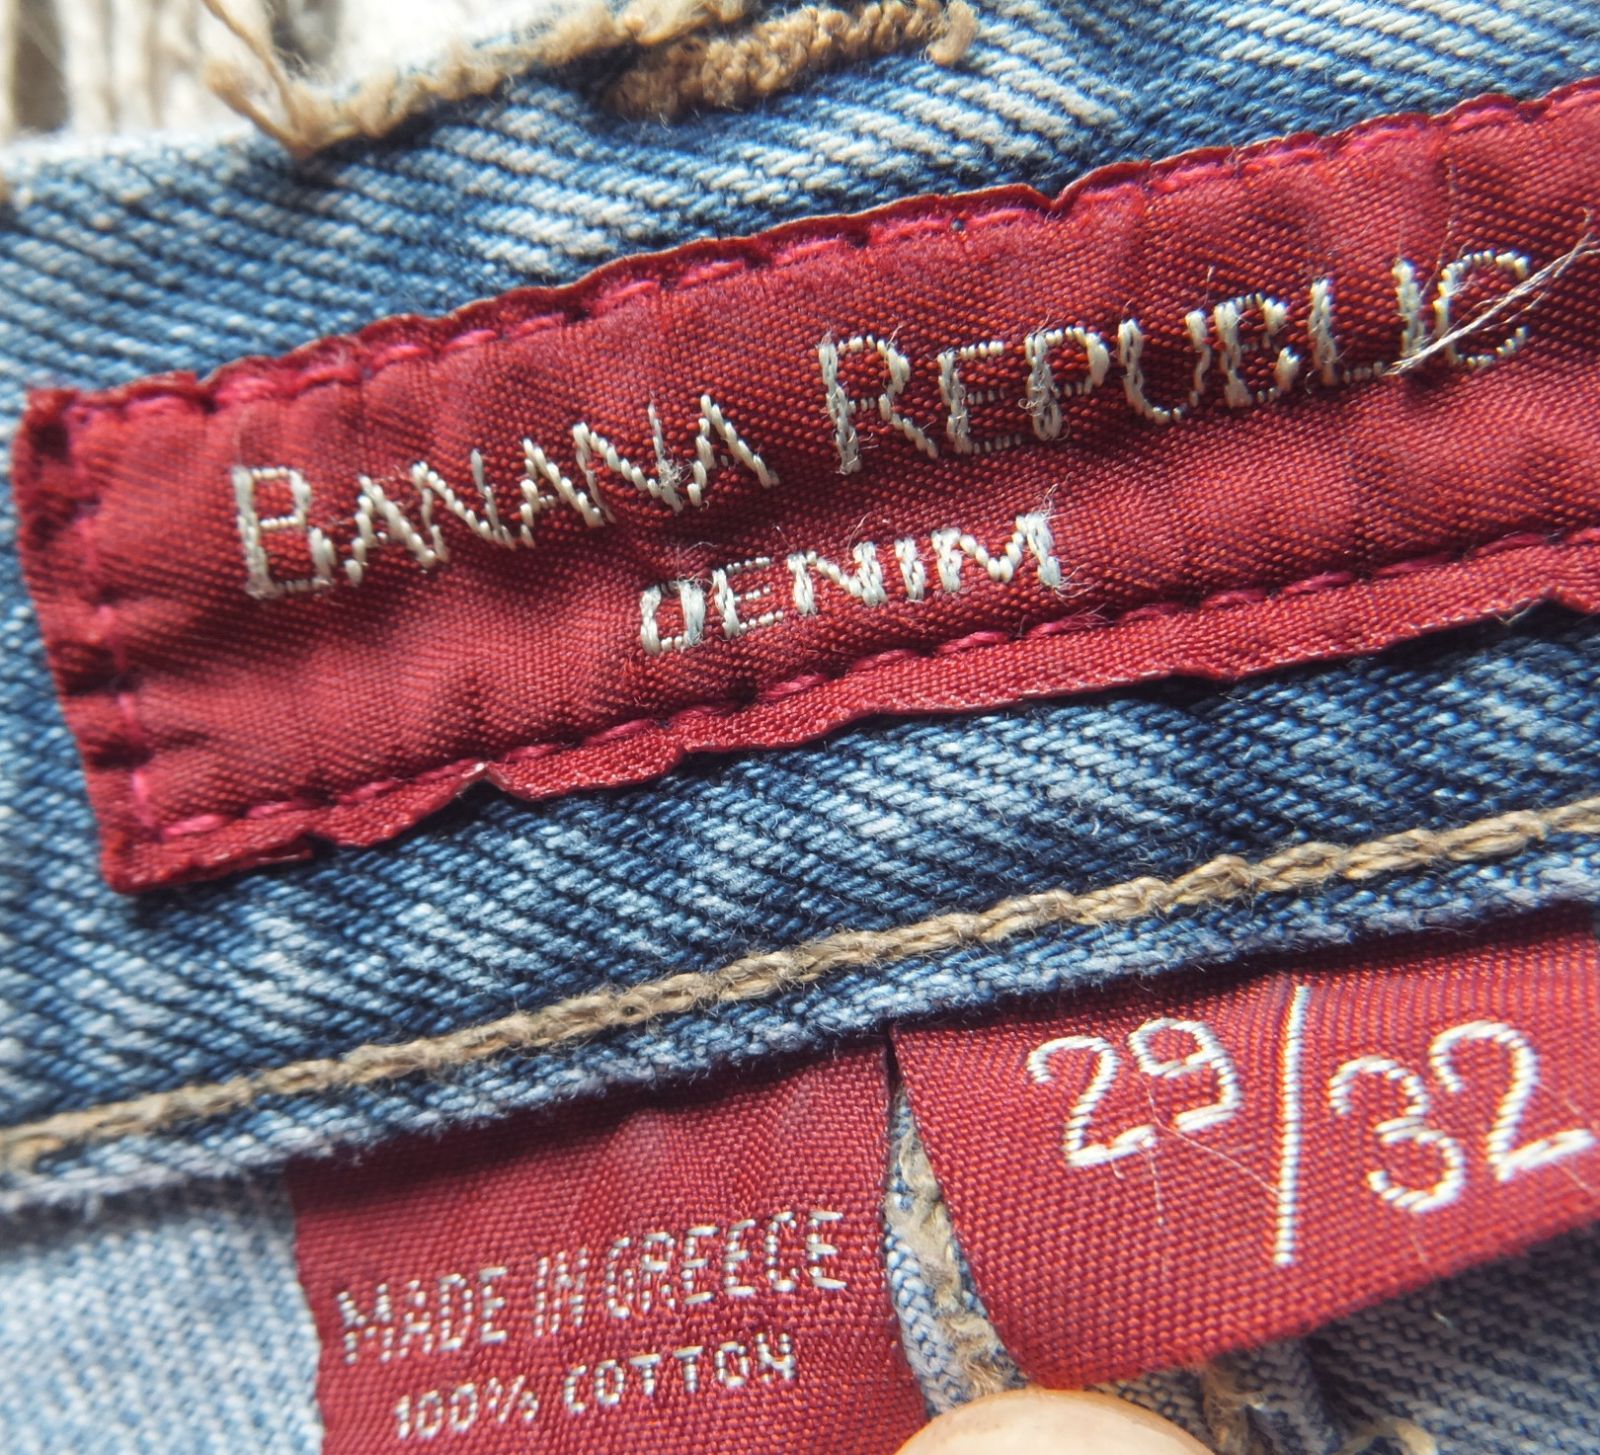 BANANA REPUBLIC
DENIM
29/32
MADE IN GREECE
100% COTTON